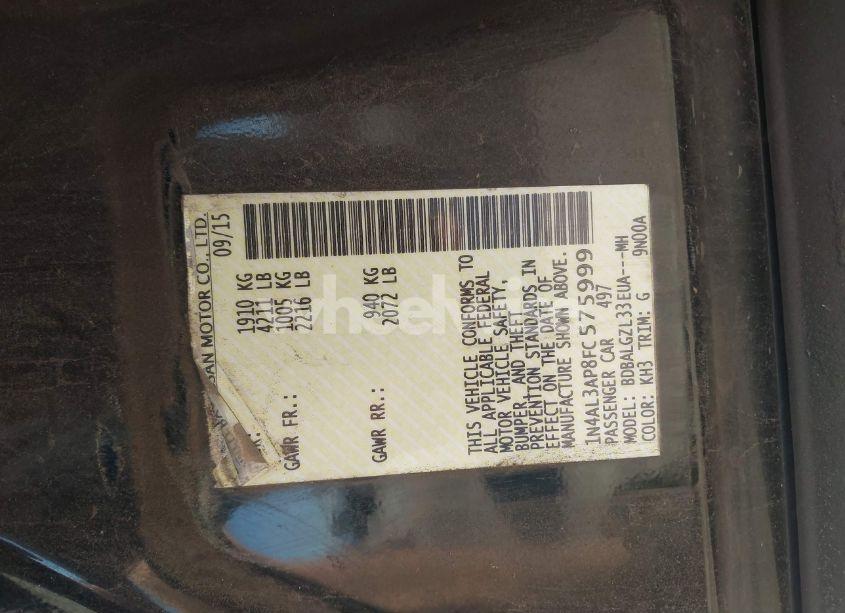 SAN MOTOR CO., LTD.
09/15
1910 KG
4211 LB
GAWR FR.: 1005 KG
2216 LB
GAWR RR.: 940 KG
2072 LB
THIS VEHICLE CONFORMS TO
ALL APPLICABLE FEDERAL
MOTOR VEHICLE SAFETY,
BUMPER, AND THEFT
PREVENTION STANDARDS IN
EFFECT ON THE DATE OF
MANUFACTURE SHOWN ABOVE.
1N4AL3AP8FC575999
PASSENGER CAR 497
MODEL: BDBALGZL33EUA---MH
COLOR: KH3 TRIM: G 9N00A